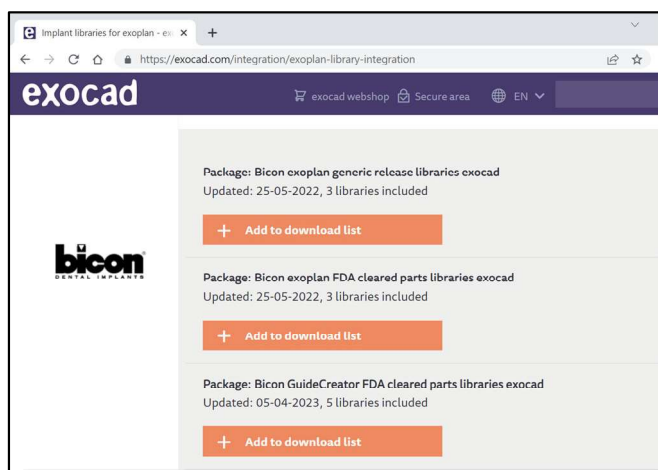 Implant libraries for exoplan - ex
https://exocad.com/integration/exoplan-library-integration
exocad
exocad webshop Secure area EN
Package: Bicon exoplan generic release libraries exocad
Updated: 25-05-2022, 3 libraries included
+ Add to download list
bicon®
DENTAL IMPLANTS
Package: Bicon exoplan FDA cleared parts libraries exocad
Updated: 25-05-2022, 3 libraries included
+ Add to download list
Package: Bicon GuideCreator FDA cleared parts libraries exocad
Updated: 05-04-2023, 5 libraries included
+ Add to download list